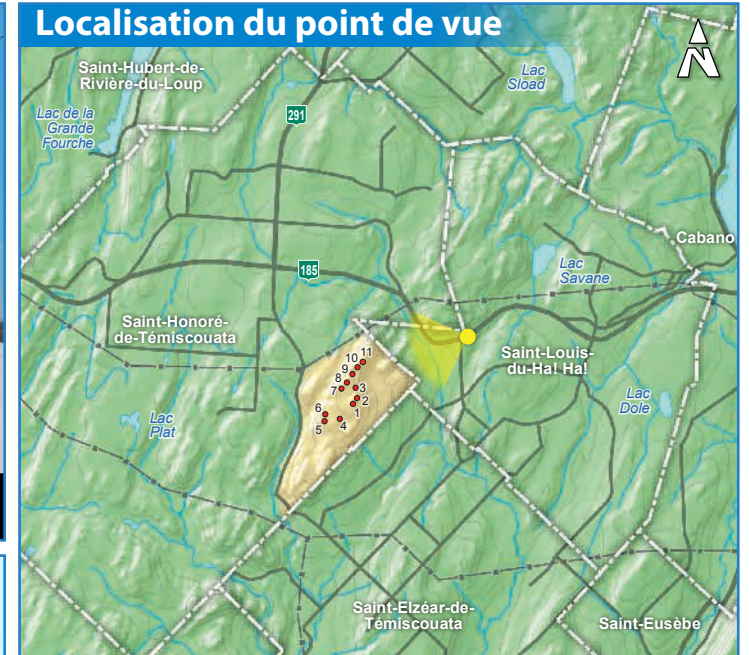 Localisation du point de vue
N
Saint-Hubert-de-
Rivière-du-Loup
Lac
Sload
Lac de la
Grande
Fourche
291
Cabano
185
Lac
Savane
Saint-Honoré-
de-Témiscouata
Saint-Louis-
du-Ha! Ha!
11
10
9
8
7
3
2
1
6
5
4
Lac
Plat
Lac
Dole
Saint-Elzéar-de-
Témiscouata
Saint-Eusèbe